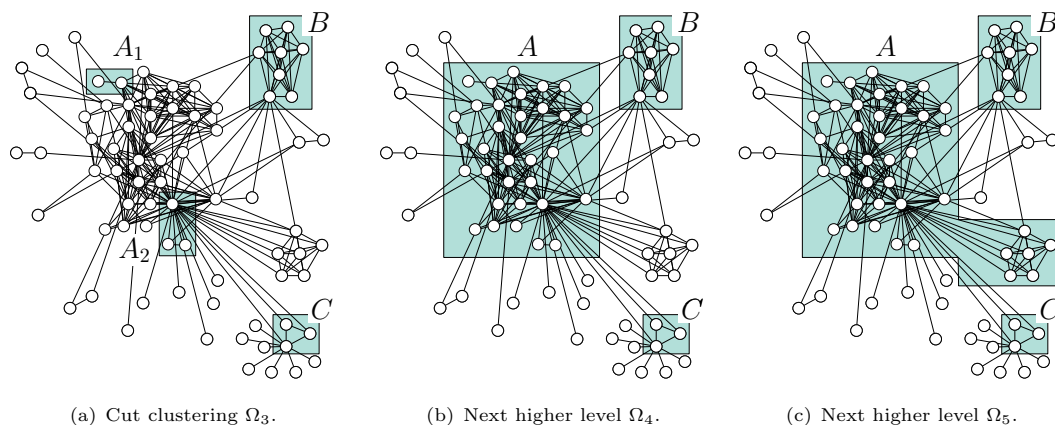 A1
A2
B
C
(a) Cut clustering Ω3.
A
B
C
(b) Next higher level Ω4.
A
B
C
(c) Next higher level Ω5.